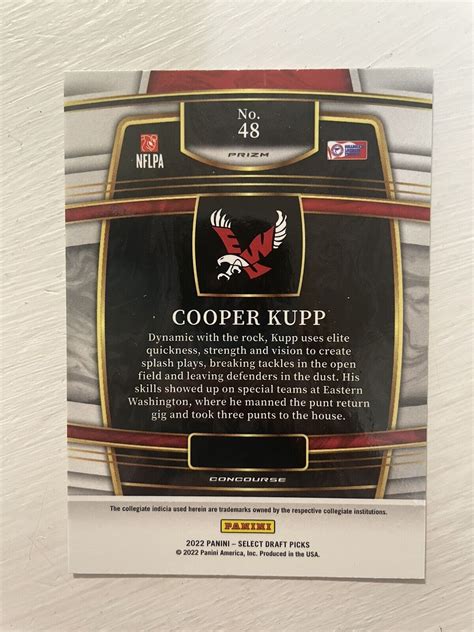 No.
48
PRIZM
NFLPA
EWU
COOPER KUPP
Dynamic with the rock, Kupp uses elite
quickness, strength and vision to create
splash plays, breaking tackles in the open
field and leaving defenders in the dust. His
skills showed up on special teams at Eastern
Washington, where he manned the punt return
gig and took three punts to the house.
CONCOURSE
The collegiate indicia used herein are trademarks owned by the respective collegiate institutions.
PANINI
2022 PANINI – SELECT DRAFT PICKS
© 2022 Panini America, Inc. Produced in the USA.